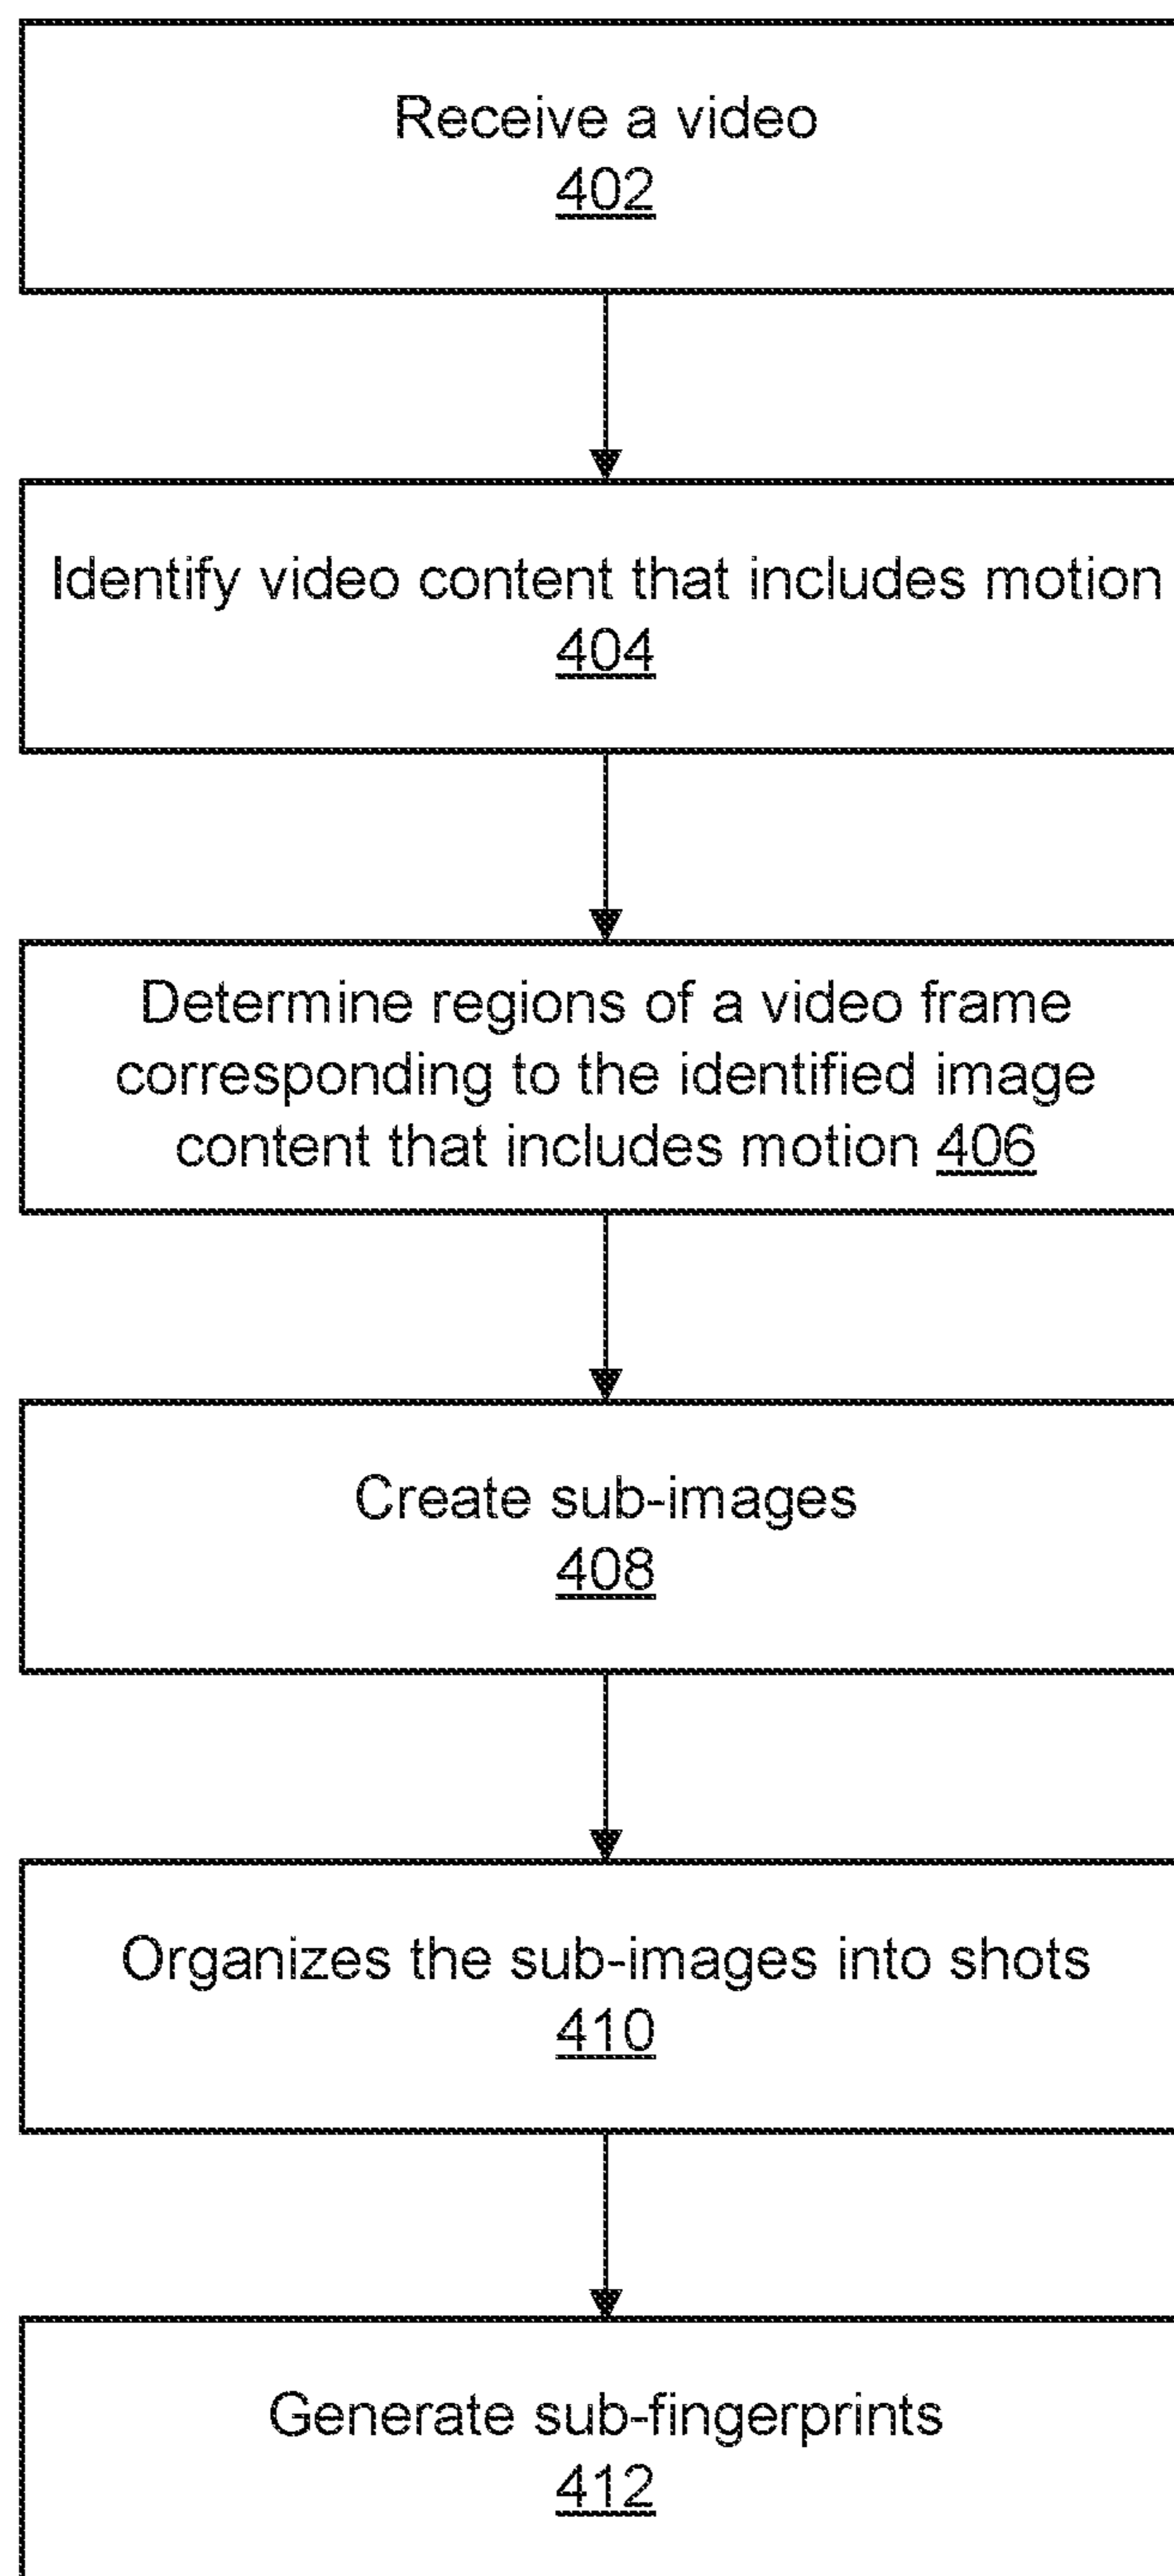 Receive a video
402
Identify video content that includes motion
404
Determine regions of a video frame
corresponding to the identified image
content that includes motion 406
Create sub-images
408
Organizes the sub-images into shots
410
Generate sub-fingerprints
412